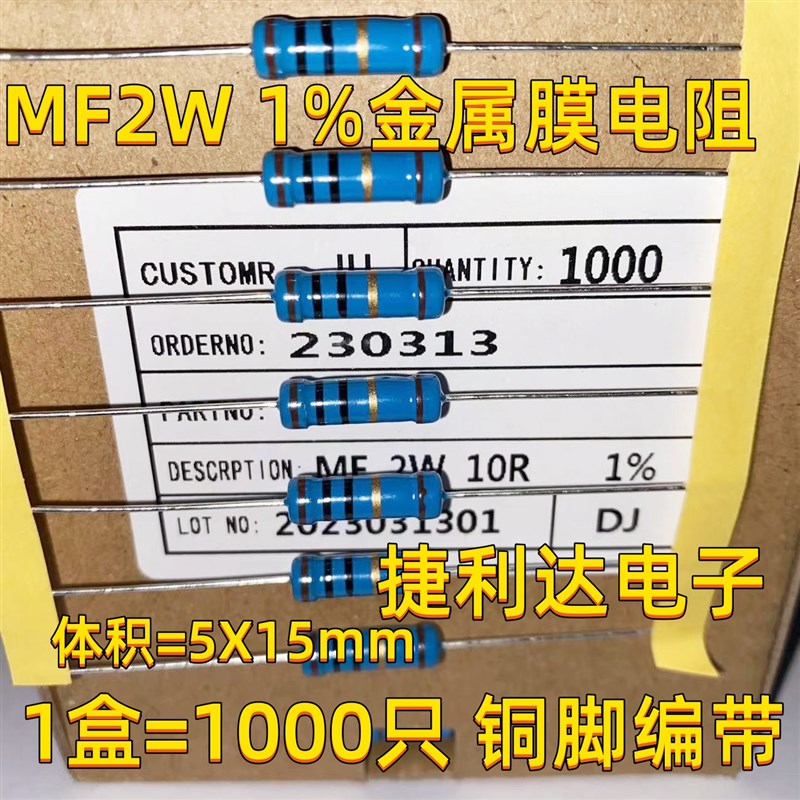 MF2W 1%金属膜电阻
CUSTOMR
QUANTITY: 1000
ORDERNO: 230313
PARTNO:
DESCRPTION: MF 2W 10R 1%
LOT NO: 2023031301 DJ
捷利达电子
体积=5X15mm
1盒=1000只 铜脚编带